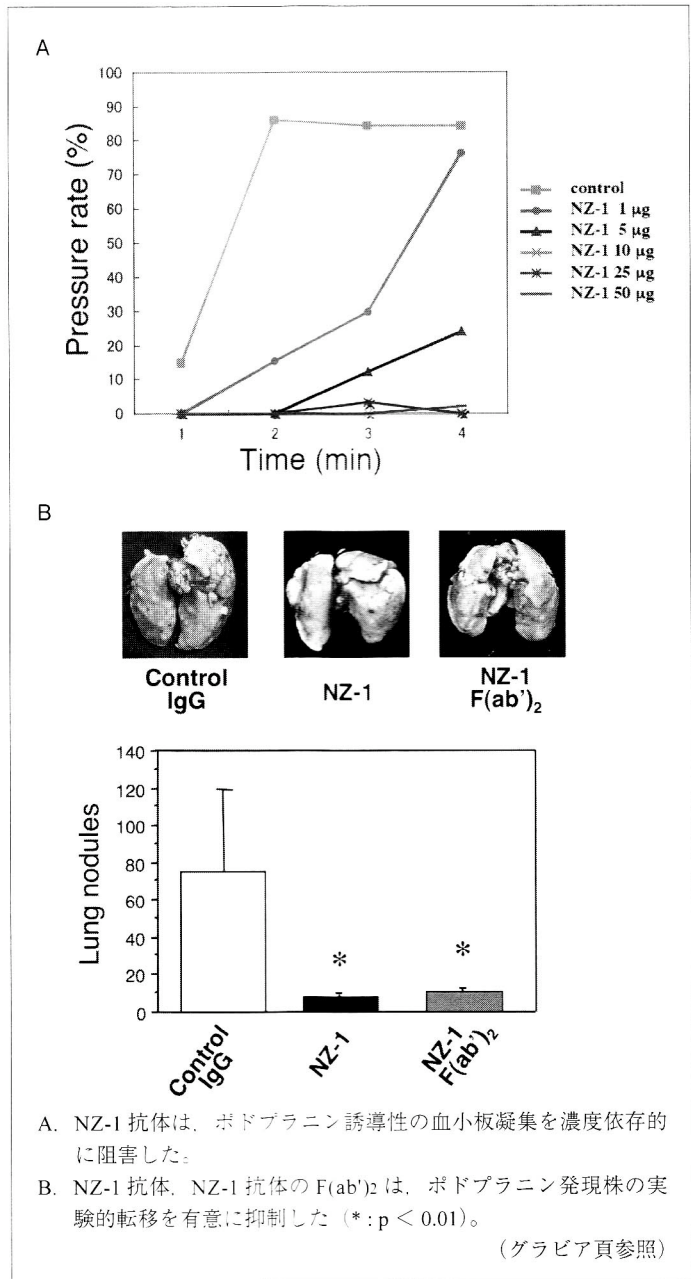 A
Pressure rate (%)
100
90
80
70
60
50
40
30
20
10
0
1 2 3 4
Time (min)
control
NZ-1 1 μg
NZ-1 5 μg
NZ-1 10 μg
NZ-1 25 μg
NZ-1 50 μg
B
Control
IgG
NZ-1
NZ-1
F(ab')₂
Lung nodules
140
120
100
80
60
40
20
0
*
*
Control
IgG
NZ-1
NZ-1
F(ab')₂
A. NZ-1 抗体は，ポドプラニン誘導性の血小板凝集を濃度依存的
に阻害した。
B. NZ-1 抗体，NZ-1 抗体の F(ab')₂ は，ポドプラニン発現株の実
験的転移を有意に抑制した（*：p < 0.01）。
（グラビア頁参照）